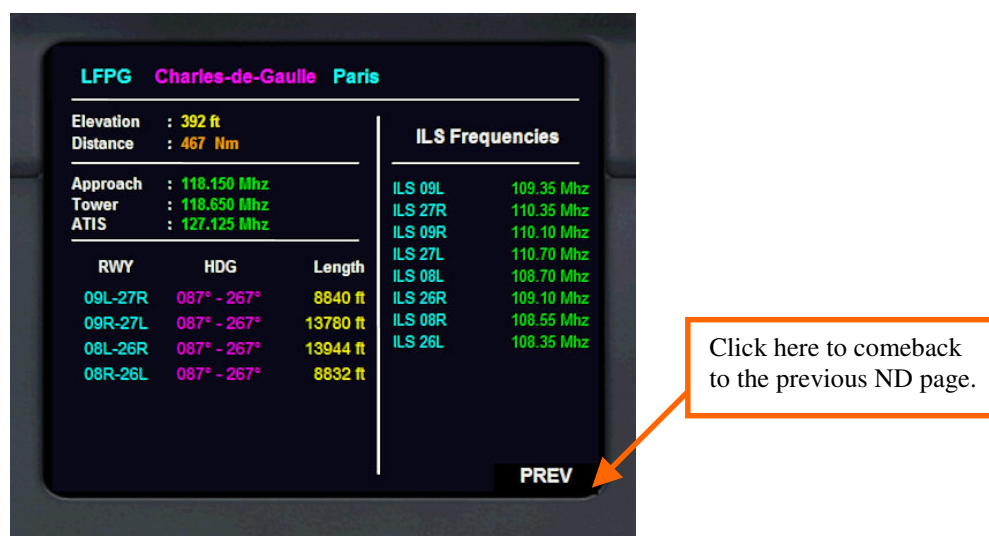 LFPG Charles-de-Gaulle Paris
Elevation : 392 ft
Distance : 467 Nm
Approach : 118.150 Mhz
Tower : 118.650 Mhz
ATIS : 127.125 Mhz
RWY HDG Length
09L-27R 087° - 267° 8840 ft
09R-27L 087° - 267° 13780 ft
08L-26R 087° - 267° 13944 ft
08R-26L 087° - 267° 8832 ft
ILS Frequencies
ILS 09L 109.35 Mhz
ILS 27R 110.35 Mhz
ILS 09R 110.10 Mhz
ILS 27L 110.70 Mhz
ILS 08L 108.70 Mhz
ILS 26R 109.10 Mhz
ILS 08R 108.55 Mhz
ILS 26L 108.35 Mhz
PREV
Click here to comeback
to the previous ND page.